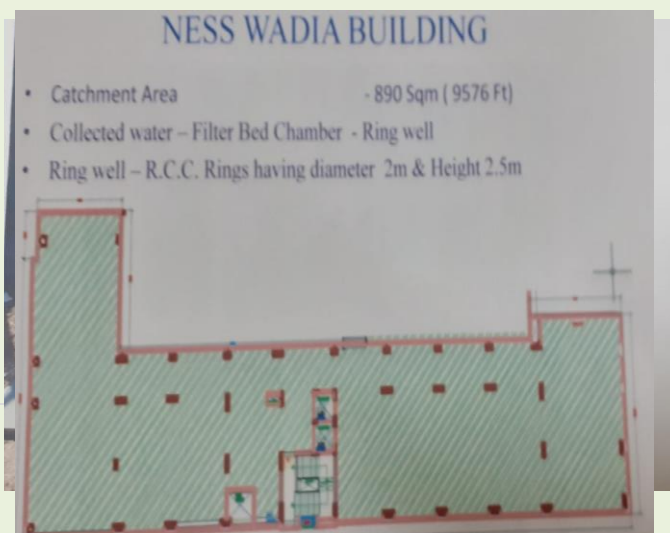 NESS WADIA BUILDING
• Catchment Area - 890 Sqm ( 9576 Ft)
• Collected water – Filter Bed Chamber - Ring well
• Ring well – R.C.C. Rings having diameter 2m & Height 2.5m